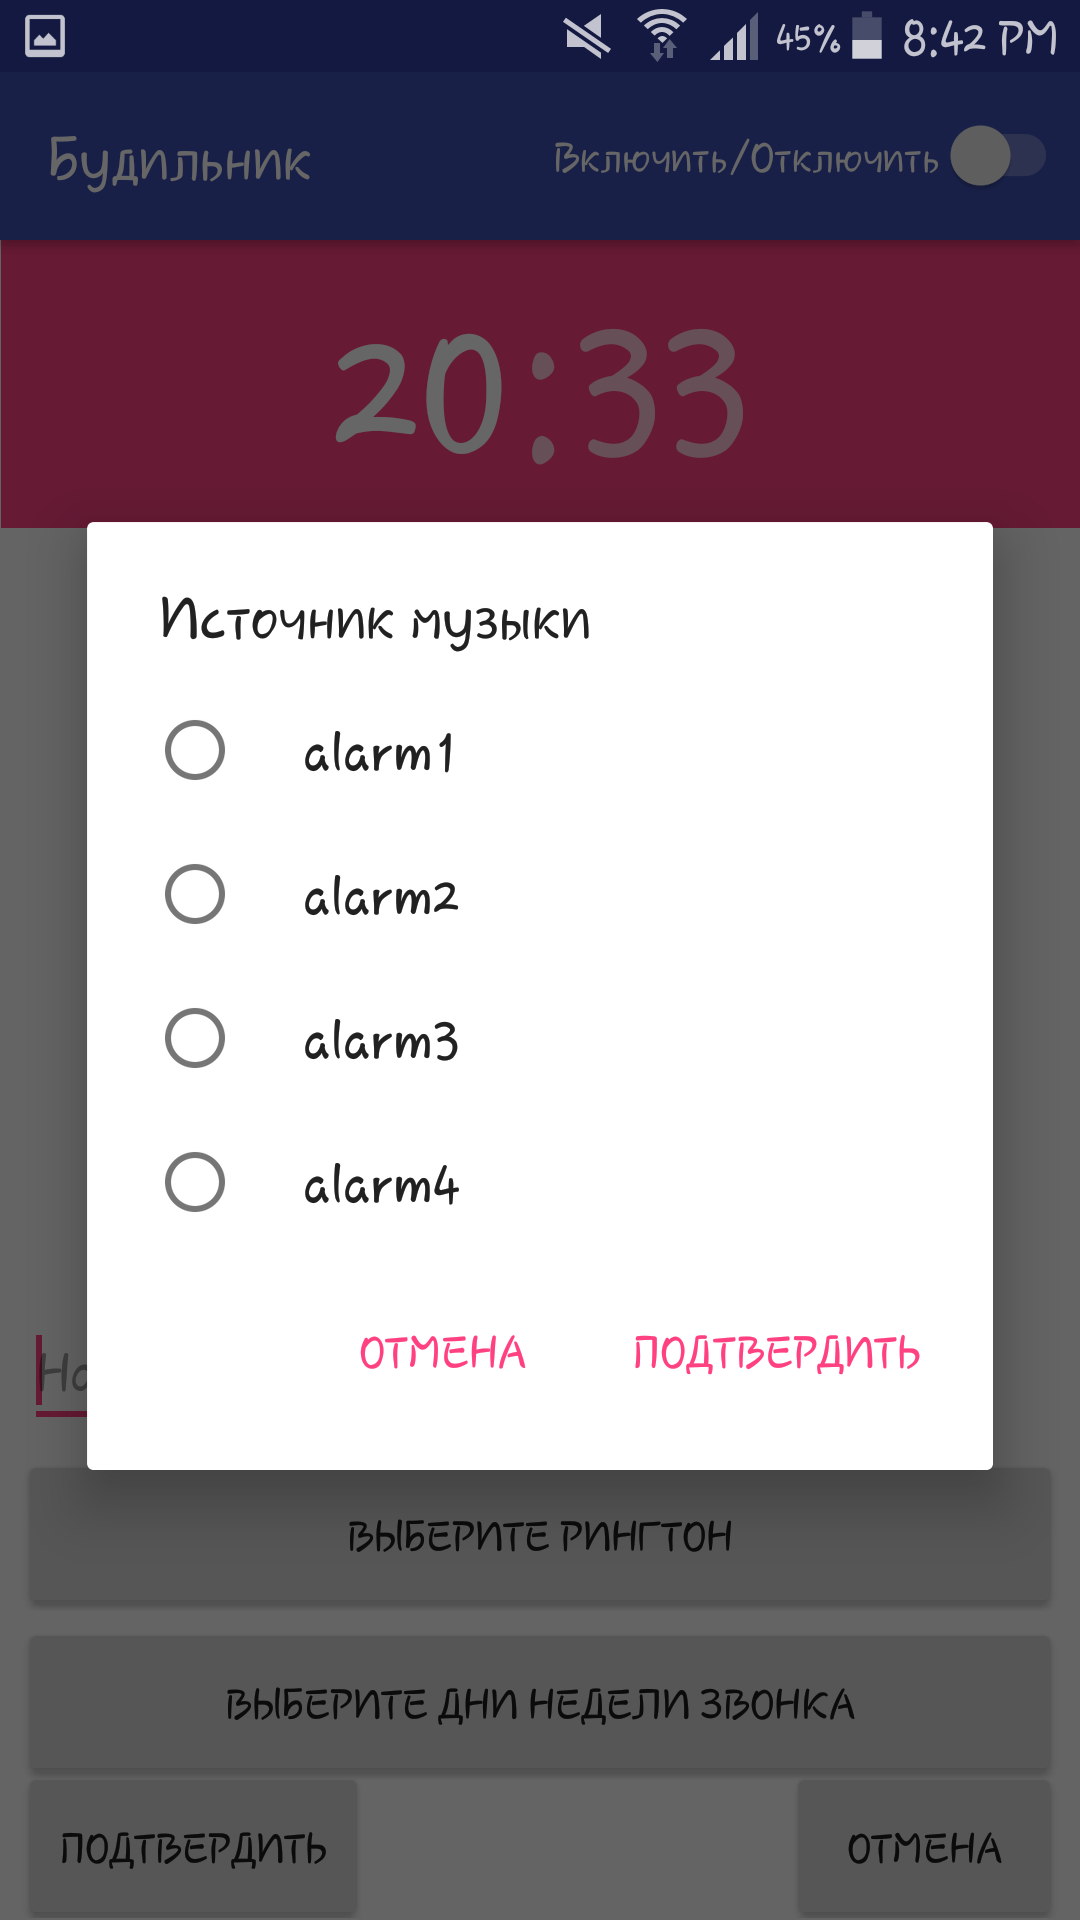 45% 8:42 PM
Будильник Включить/Отключить
20:33
Источник музыки
alarm1
alarm2
alarm3
alarm4
ОТМЕНА ПОДТВЕРДИТЬ
ВЫБЕРИТЕ РИНГТОН
ВЫБЕРИТЕ ДНИ НЕДЕЛИ ЗВОНКА
ПОДТВЕРДИТЬ ОТМЕНА